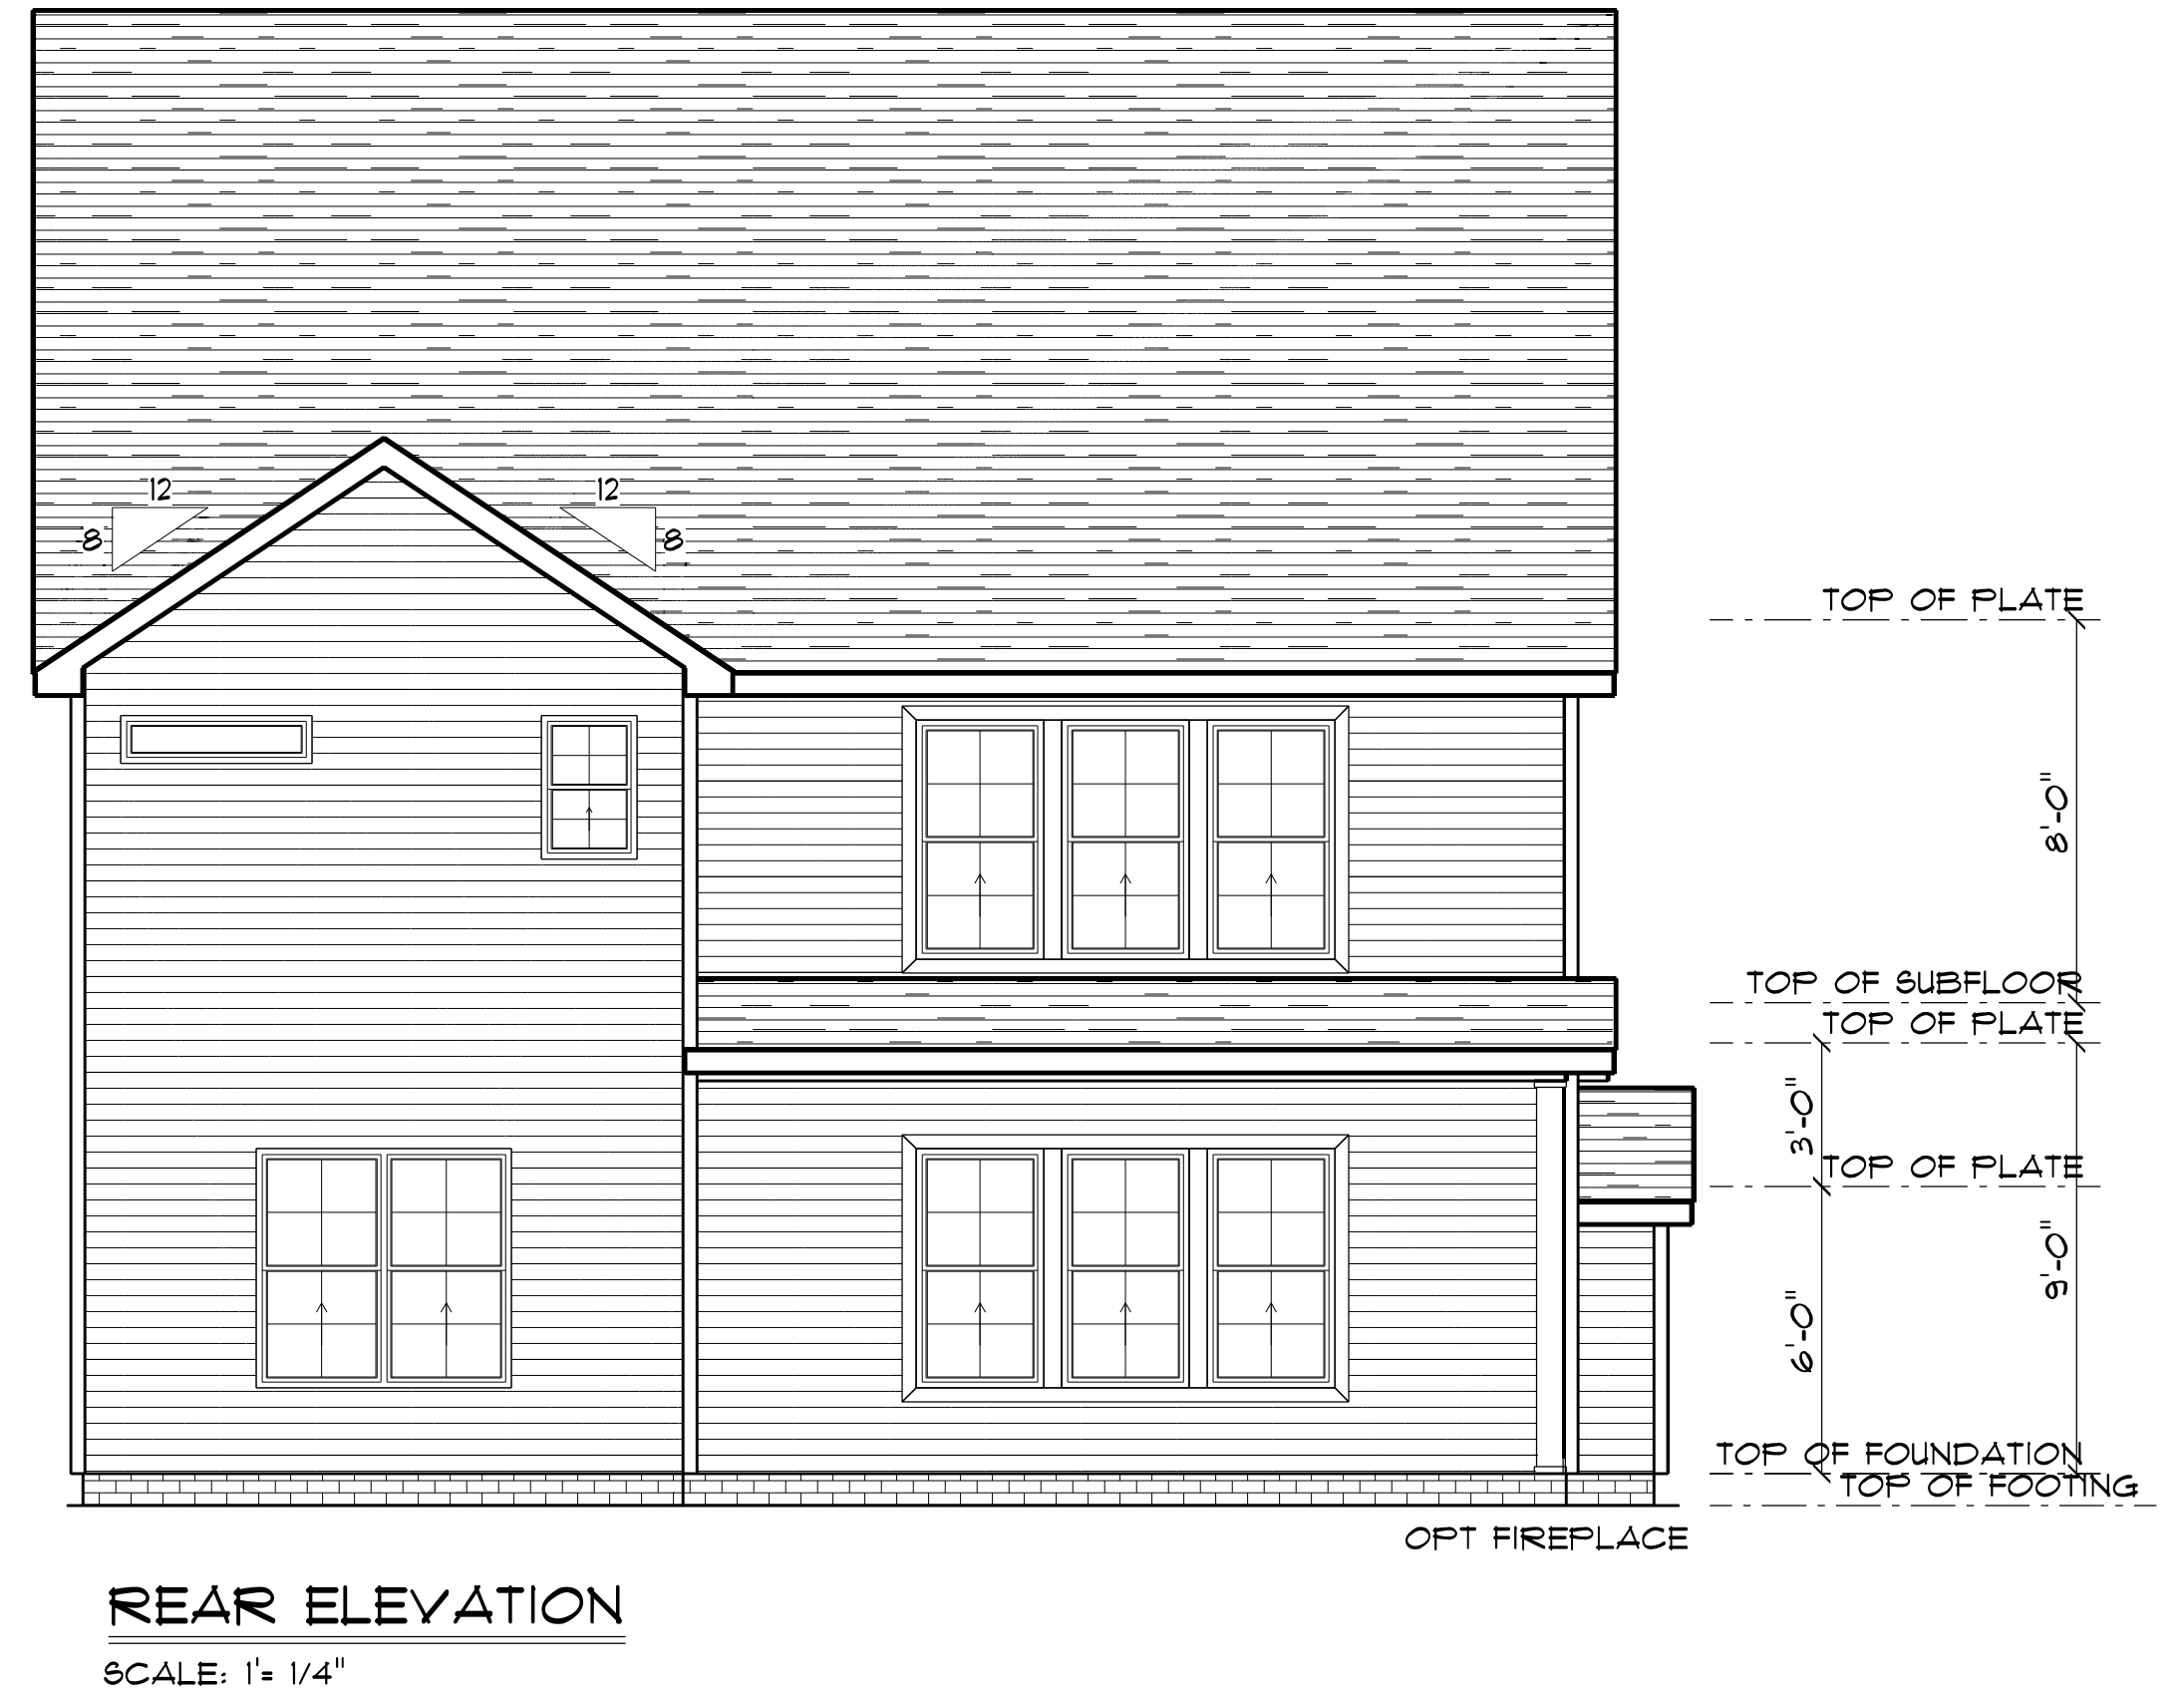 12
12
8
8
TOP OF PLATE
8'-0"
TOP OF SUBFLOOR
TOP OF PLATE
3'-0"
TOP OF PLATE
9'-0"
6'-0"
TOP OF FOUNDATION
TOP OF FOOTING
OPT FIREPLACE
REAR ELEVATION
SCALE: 1'= 1/4"